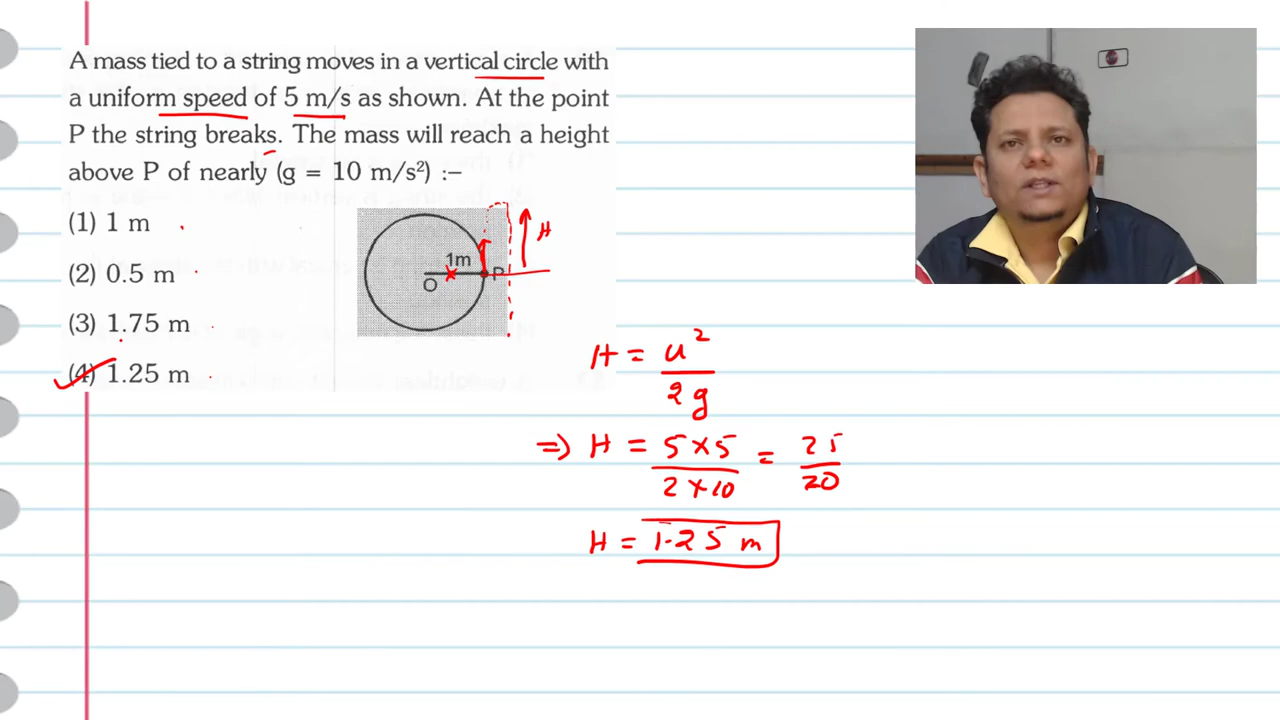 A mass tied to a string moves in a vertical circle with
a uniform speed of 5 m/s as shown. At the point
P the string breaks. The mass will reach a height
above P of nearly (g = 10 m/s²) :–
(1) 1 m
(2) 0.5 m
(3) 1.75 m
(4) 1.25 m
1m
O
P
H
H = u² / 2g
⇒ H = 5 × 5 / 2 × 10 = 25 / 20
H = 1.25 m